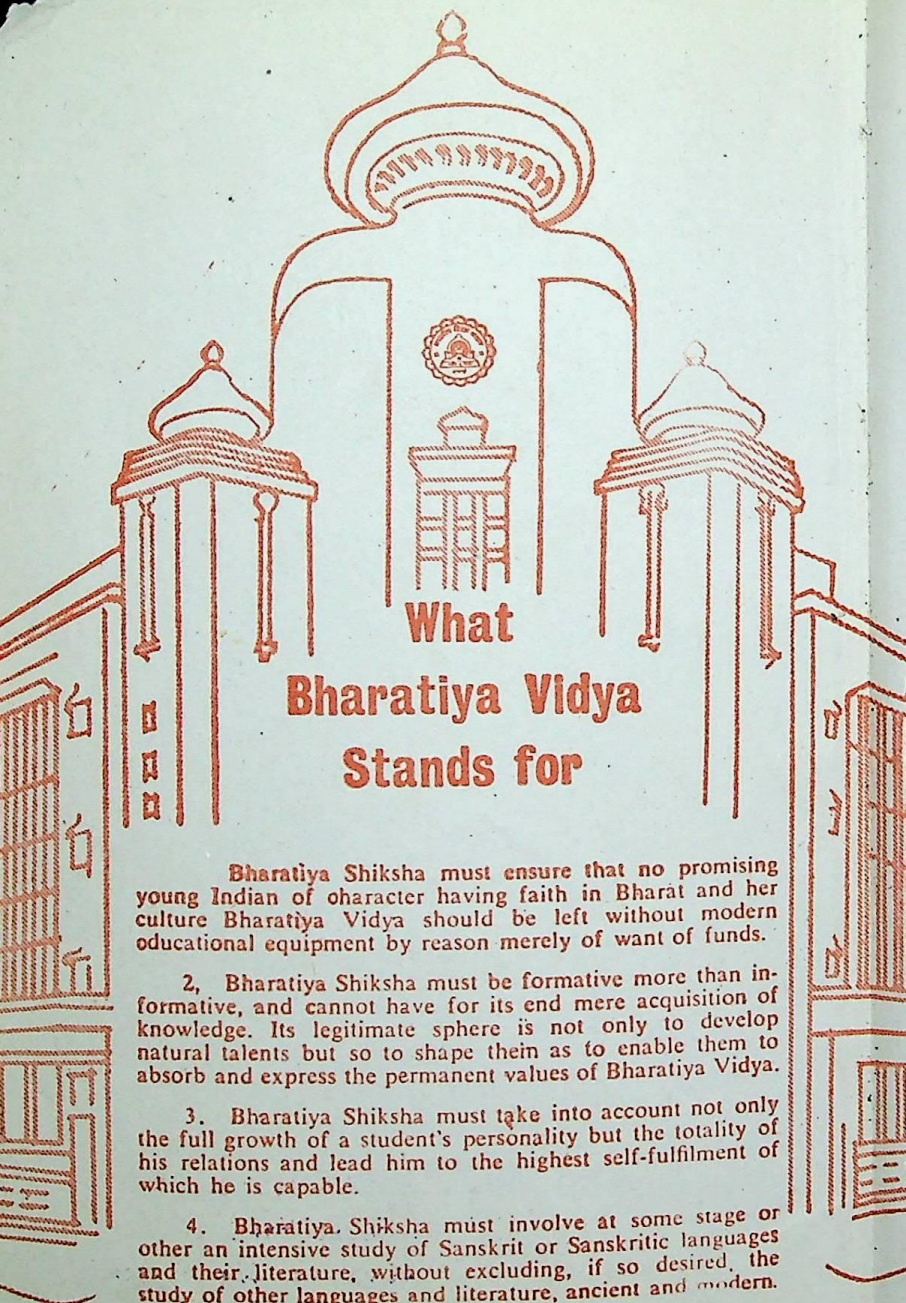 What
Bharatiya Vidya
Stands for
Bharatiya Shiksha must ensure that no promising
young Indian of oharacter having faith in Bharat and her
culture Bharatiya Vidya should be left without modern
oducational equipment by reason merely of want of funds.
2, Bharatiya Shiksha must be formative more than in-
formative, and cannot have for its end mere acquisition of
knowledge. Its legitimate sphere is not only to develop
natural talents but so to shape thein as to enable them to
absorb and express the permanent values of Bharatiya Vidya.
3. Bharatiya Shiksha must take into account not only
the full growth of a student's personality but the totality of
his relations and lead him to the highest self-fulfilment of
which he is capable.
4. Bharatiya. Shiksha must involve at some stage or
other an intensive study of Sanskrit or Sanskritic languages
and their literature, without excluding, if so desired, the
study of other languages and literature, ancient and modern.